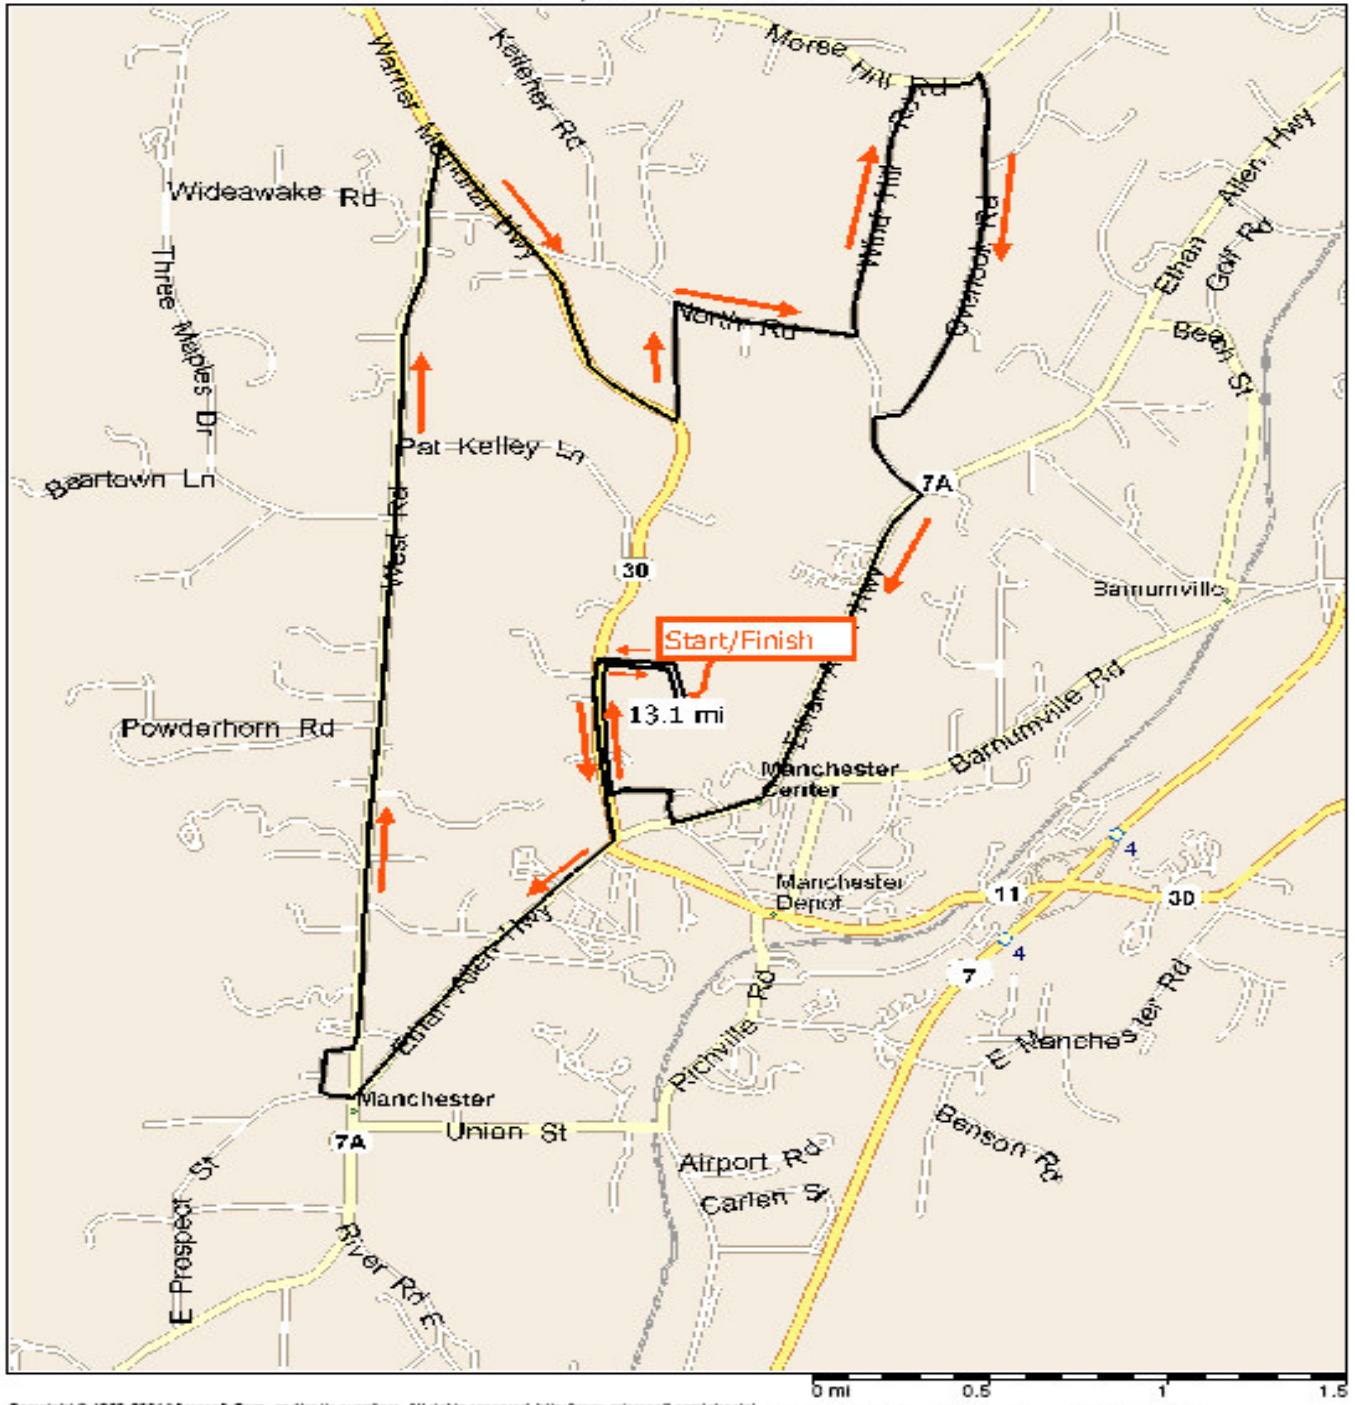 Morse Hill Rd
Kelleher Rd
Warner Memorial Hwy
Wideawake Rd
Three Maples Dr
Wind Hill Rd
Overlook Rd
Ethan Allen Hwy
Golf Rd
Beech St
North Rd
Pat Kelley Ln
Beartown Ln
West Rd
7A
30
Barnumville
Start/Finish
13.1 mi
Ethan Hwy
Powderhorn Rd
Barnumville Rd
Manchester
Center
4
Manchester
Depot
11
30
4
7
Ethan Allen Hwy
Richville Rd
E Manchester Rd
Manchester
Union St
7A
Benson Rd
Airport Rd
Carlen St
E Prospect St
River Rd E
0 mi 0.5 1 1.5